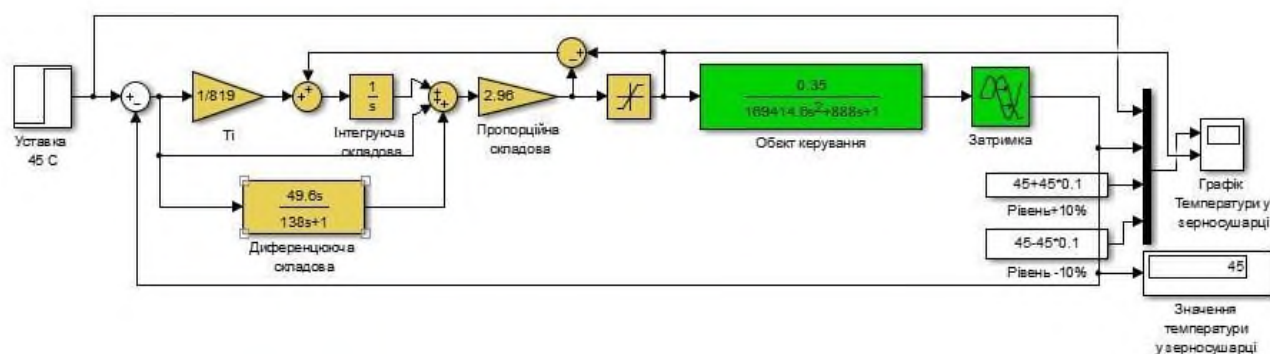 Уставка
45 С
1/819
Ti
1
s
Інтегруюча
складова
2.96
Пропорційна
складова
49.6s
138s+1
Диференцююча
складова
0.35
169414.6s²+888s+1
Обєкт керування
Затримка
45+45*0.1
Рівень+10%
45-45*0.1
Рівень -10%
Графік
Температури у
зерносушарці
45
Значення
температури
у зерносушарці